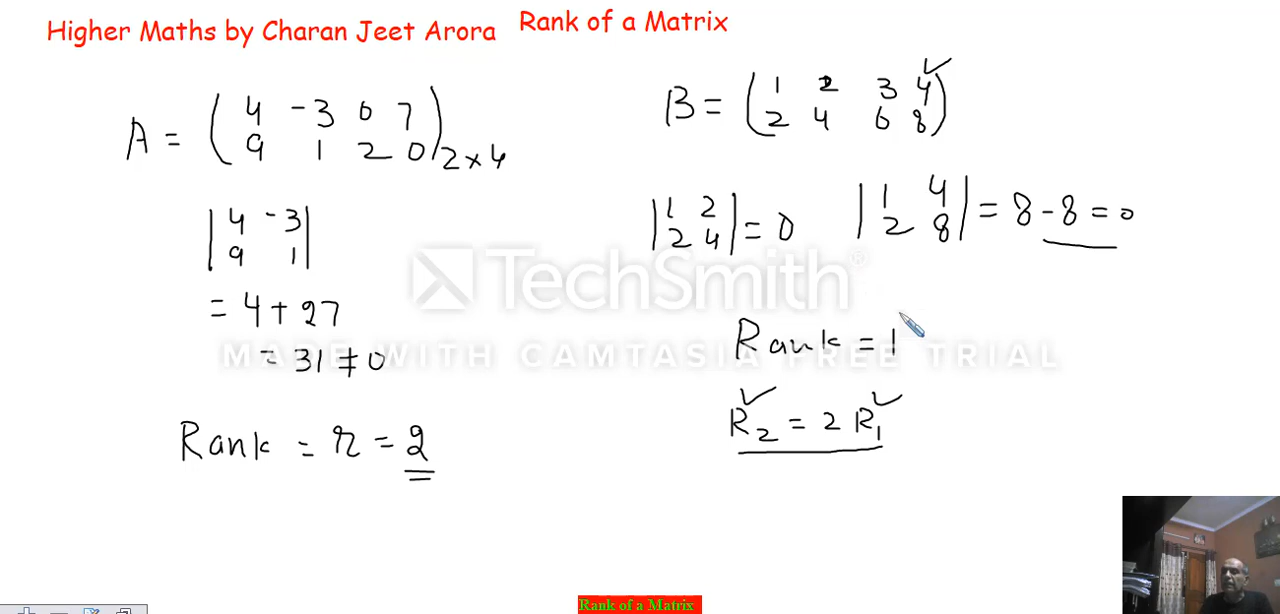 Higher Maths by Charan Jeet Arora
Rank of a Matrix
A = ( 4 -3 0 7
9 1 2 0 ) 2×4
| 4 -3 |
| 9 1 |
= 4 + 27
= 31 ≠ 0
Rank = r = 2
B = ( 1 2 3 4 ✓
2 4 6 8 )
| 1 2 |
| 2 4 | = 0
| 1 4 |
| 2 8 | = 8 - 8 = 0
Rank = 1
R₂ ✓ = 2 R₁ ✓
TechSmith
MADE WITH CAMTASIA FREE TRIAL
Rank of a Matrix